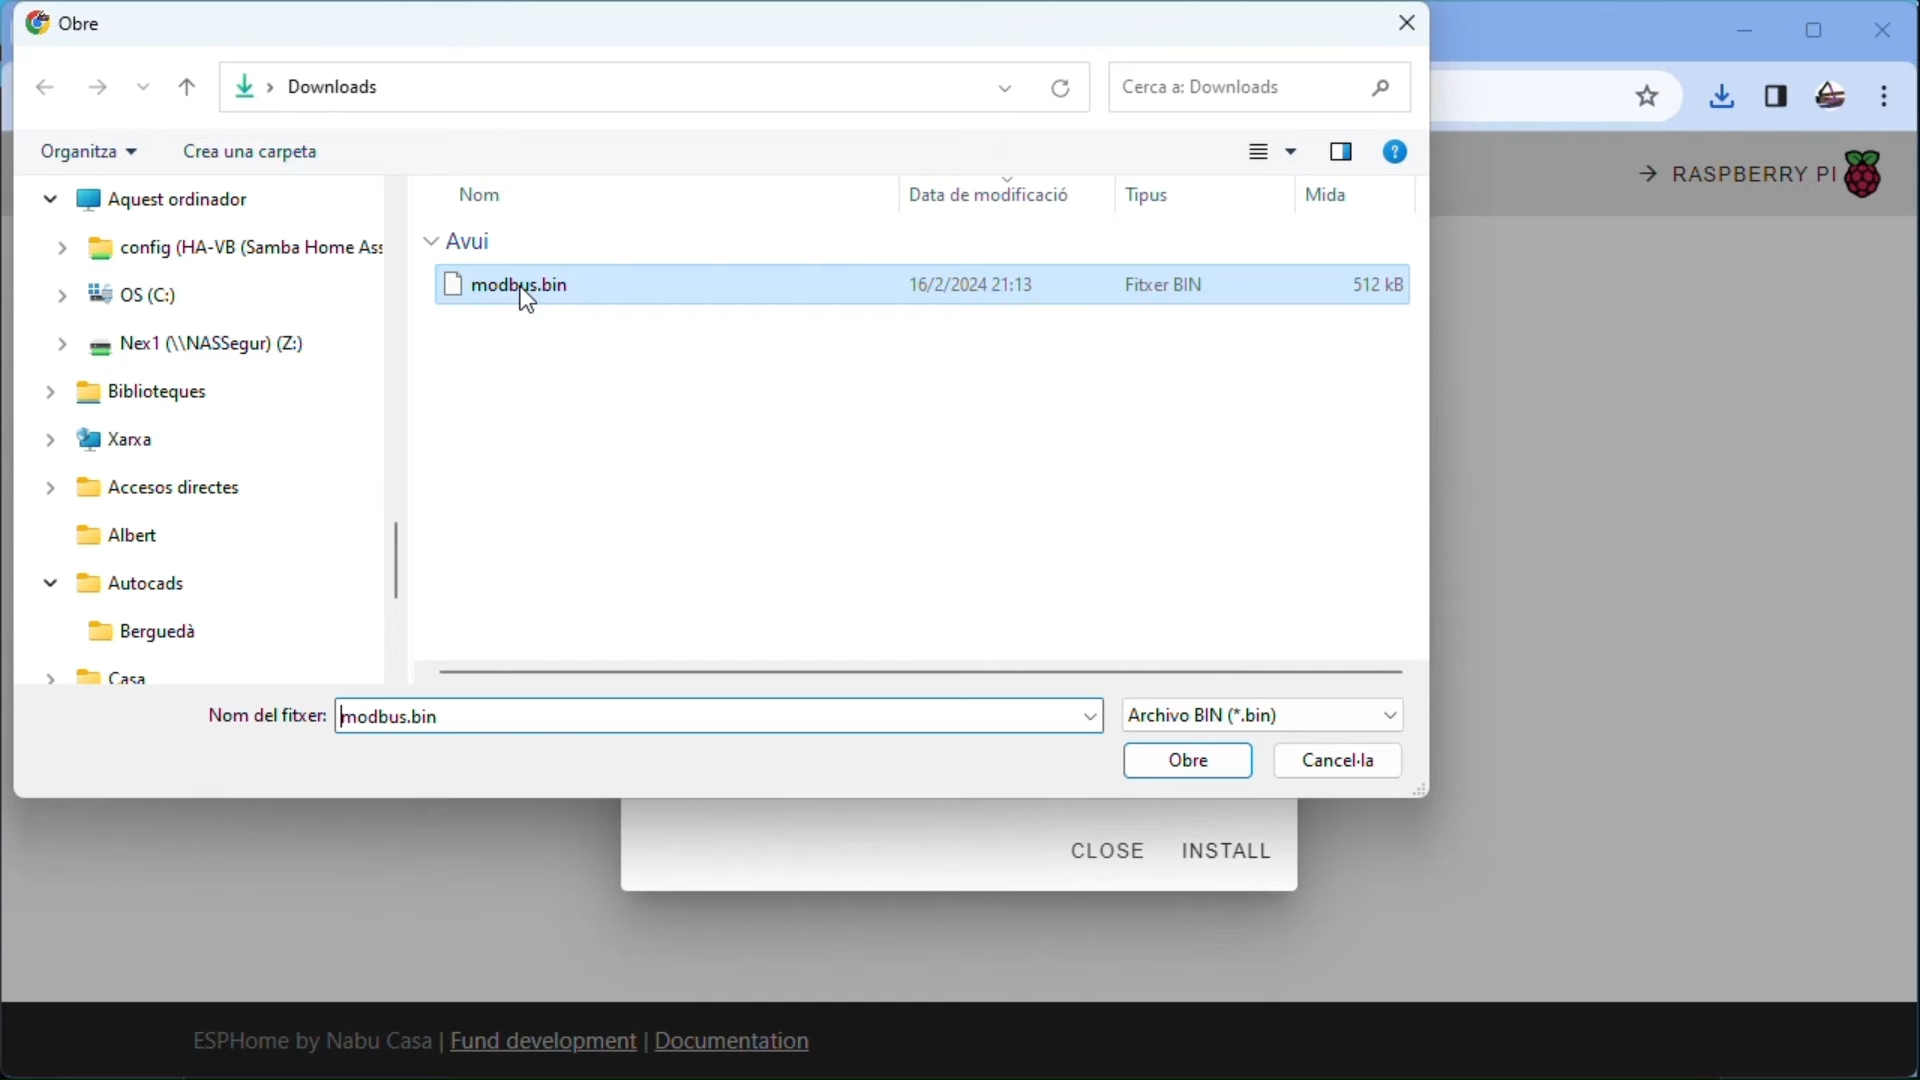 Obre
Downloads
Cerca a: Downloads
Organitza
Crea una carpeta
RASPBERRY PI
Aquest ordinador
config (HA-VB (Samba Home Ass
OS (C:)
Nex1 (\\NASSegur) (Z:)
Biblioteques
Xarxa
Accesos directes
Albert
Autocads
Berguedà
Casa
Nom
Data de modificació
Tipus
Mida
Avui
modbus.bin
16/2/2024 21:13
Fitxer BIN
512 kB
Nom del fitxer:
modbus.bin
Archivo BIN (*.bin)
Obre
Cancel·la
CLOSE
INSTALL
ESPHome by Nabu Casa | Fund development | Documentation